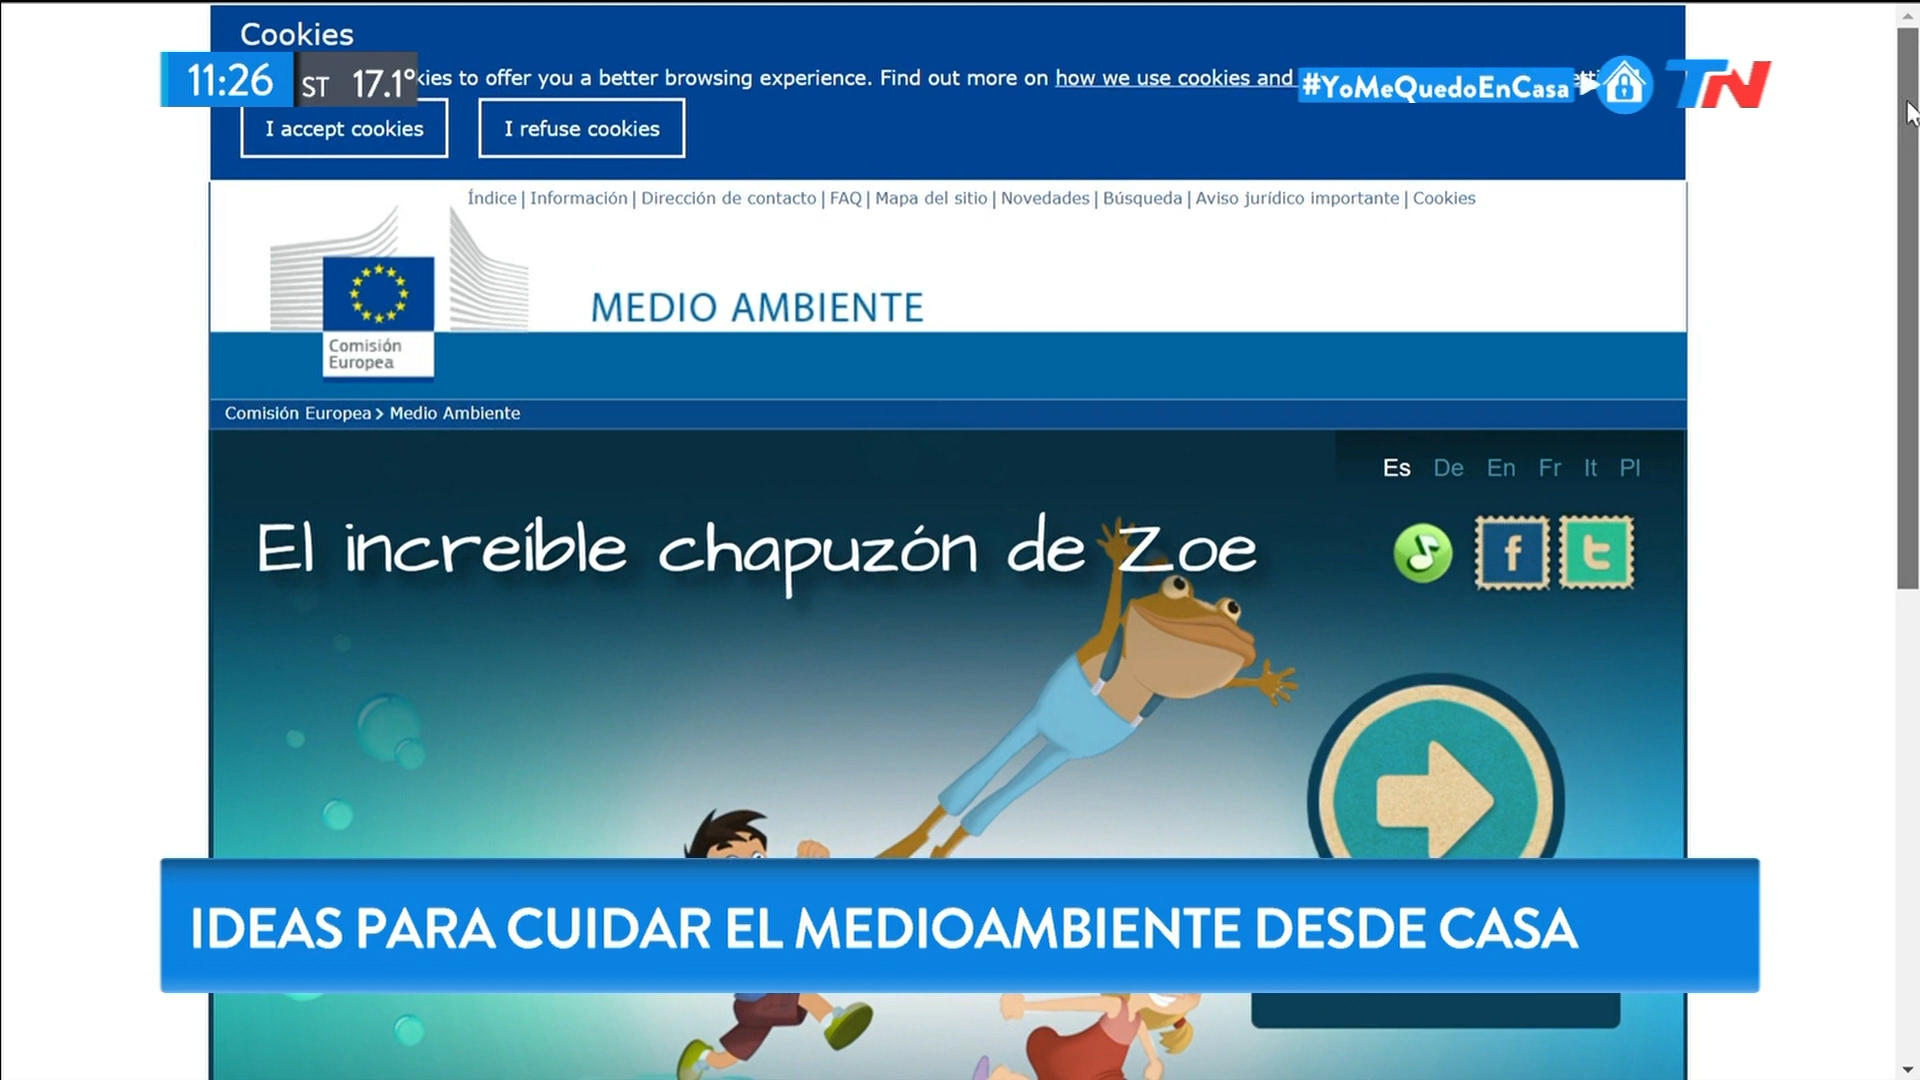 Cookies
11:26 ST 17.1°
kies to offer you a better browsing experience. Find out more on how we use cookies and
#YoMeQuedoEnCasa
TN
I accept cookies
I refuse cookies
Índice | Información | Dirección de contacto | FAQ | Mapa del sitio | Novedades | Búsqueda | Aviso jurídico importante | Cookies
MEDIO AMBIENTE
Comisión
Europea
Comisión Europea > Medio Ambiente
Es De En Fr It Pl
El increíble chapuzón de Zoe
f t
IDEAS PARA CUIDAR EL MEDIOAMBIENTE DESDE CASA